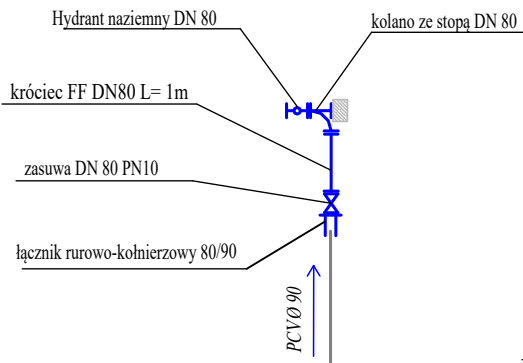 Hydrant naziemny DN 80
kolano ze stopą DN 80
króciec FF DN80 L= 1m
zasuwa DN 80 PN10
łącznik rurowo-kołnierzowy 80/90
PCVØ 90